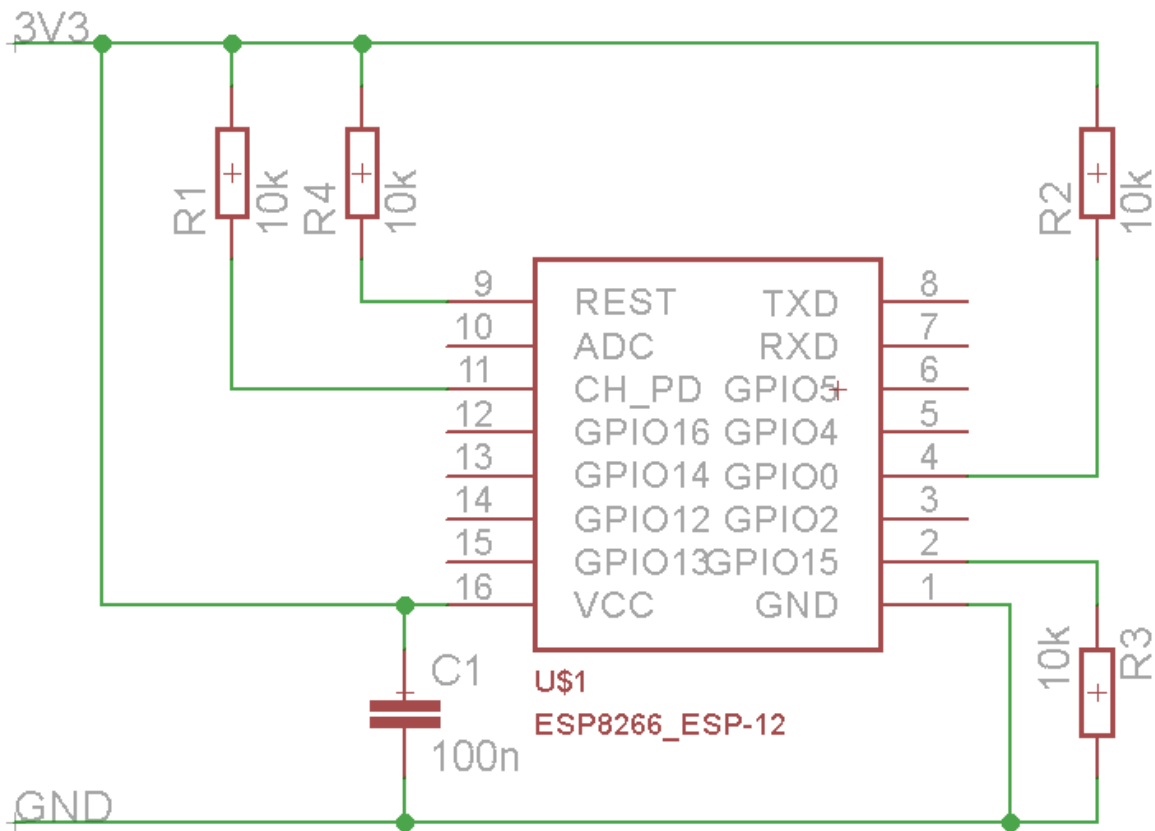 3V3
R1
10k
R4
10k
R2
10k
9 REST TXD 8
10 ADC RXD 7
11 CH_PD GPIO5 6
12 GPIO16 GPIO4 5
13 GPIO14 GPIO0 4
14 GPIO12 GPIO2 3
15 GPIO13 GPIO15 2
16 VCC GND 1
C1
100n
U$1
ESP8266_ESP-12
10k
R3
GND